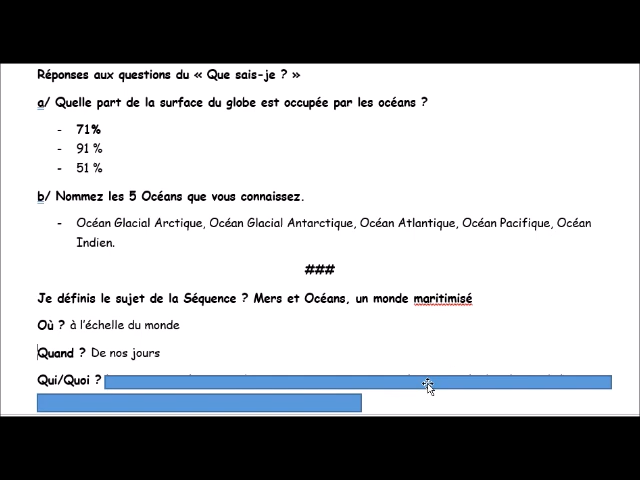 Réponses aux questions du « Que sais-je ? »
a/ Quelle part de la surface du globe est occupée par les océans ?
- 71%
- 91 %
- 51 %
b/ Nommez les 5 Océans que vous connaissez.
- Océan Glacial Arctique, Océan Glacial Antarctique, Océan Atlantique, Océan Pacifique, Océan
Indien.
###
Je définis le sujet de la Séquence ? Mers et Océans, un monde maritimisé
Où ? à l’échelle du monde
Quand ? De nos jours
Qui/Quoi ?